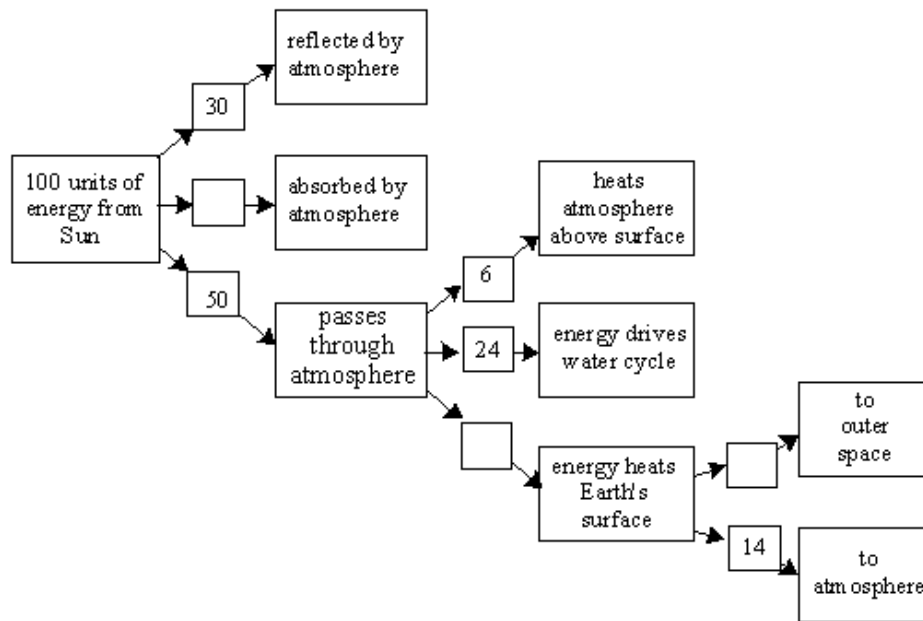 reflected by
atmosphere
30
100 units of
energy from
Sun
absorbed by
atmosphere
50
passes
through
atmosphere
6
heats
atmosphere
above surface
24
energy drives
water cycle
energy heats
Earth's
surface
to
outer
space
14
to
atmosphere